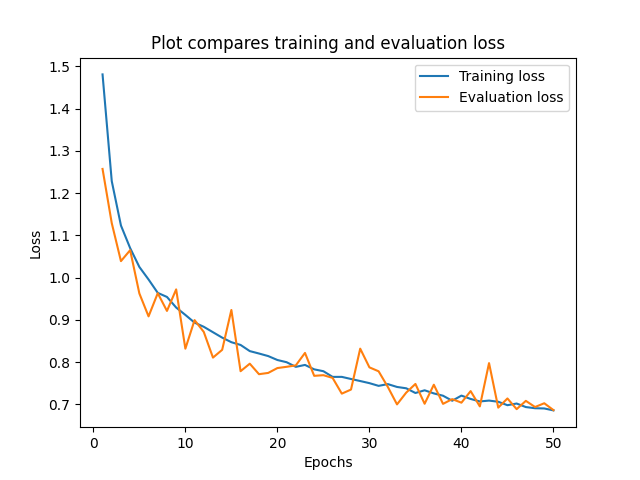 Plot compares training and evaluation loss
Training loss
Evaluation loss
1.5
1.4
1.3
1.2
1.1
1.0
0.9
0.8
0.7
Loss
0 10 20 30 40 50
Epochs